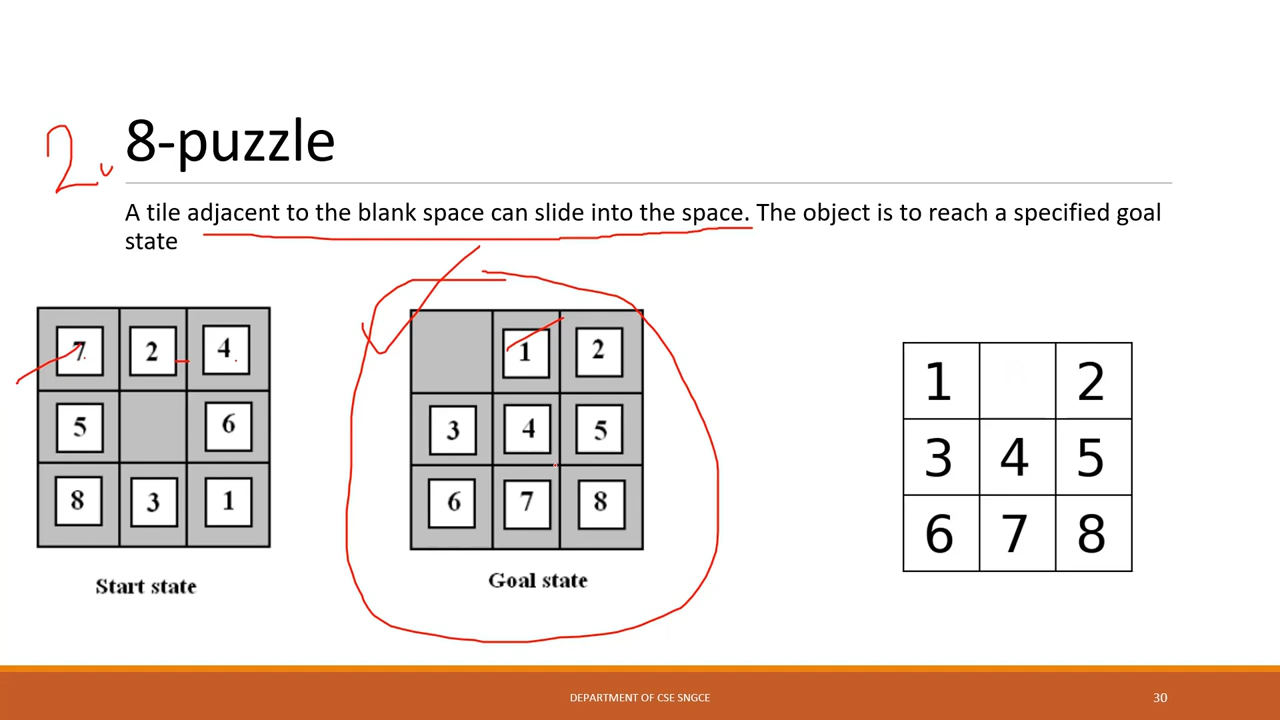 2.
8-puzzle
A tile adjacent to the blank space can slide into the space. The object is to reach a specified goal
state
7 2 4
5 6
8 3 1
Start state
1 2
3 4 5
6 7 8
Goal state
1 2
3 4 5
6 7 8
DEPARTMENT OF CSE SNGCE
30